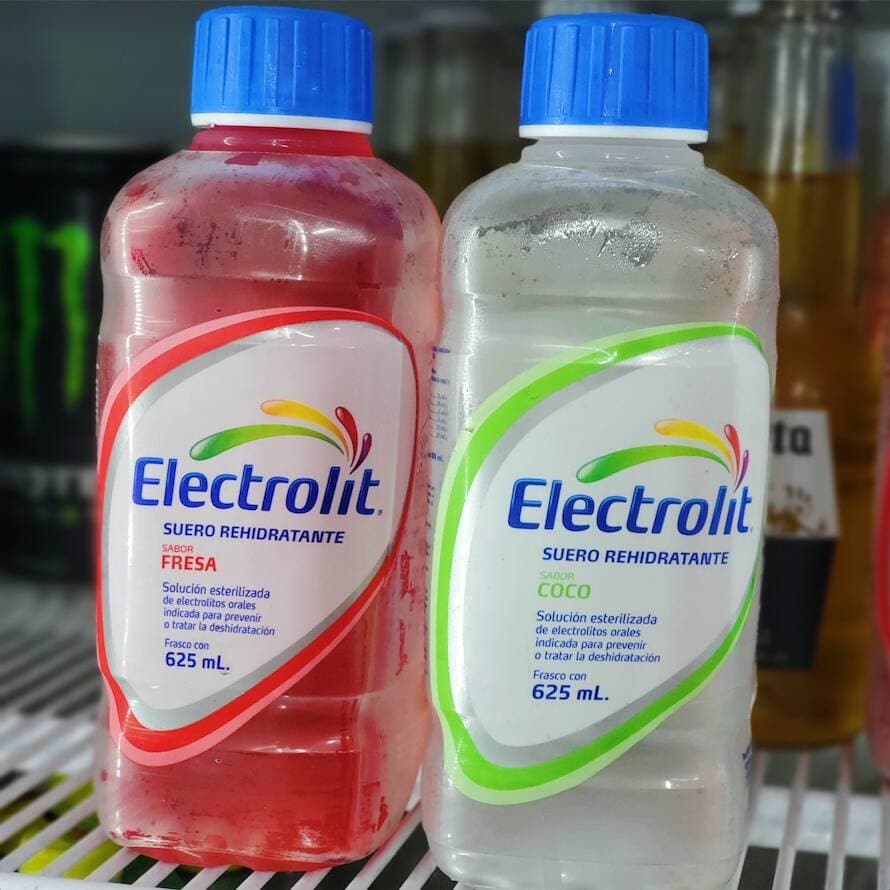 Electrolit
SUERO REHIDRATANTE
SABOR
FRESA
Solución esterilizada
de electrolitos orales
indicada para prevenir
o tratar la deshidratación
Frasco con
625 mL.
Electrolit
SUERO REHIDRATANTE
SABOR
COCO
Solución esterilizada
de electrolitos orales
indicada para prevenir
o tratar la deshidratación
Frasco con
625 mL.
ta